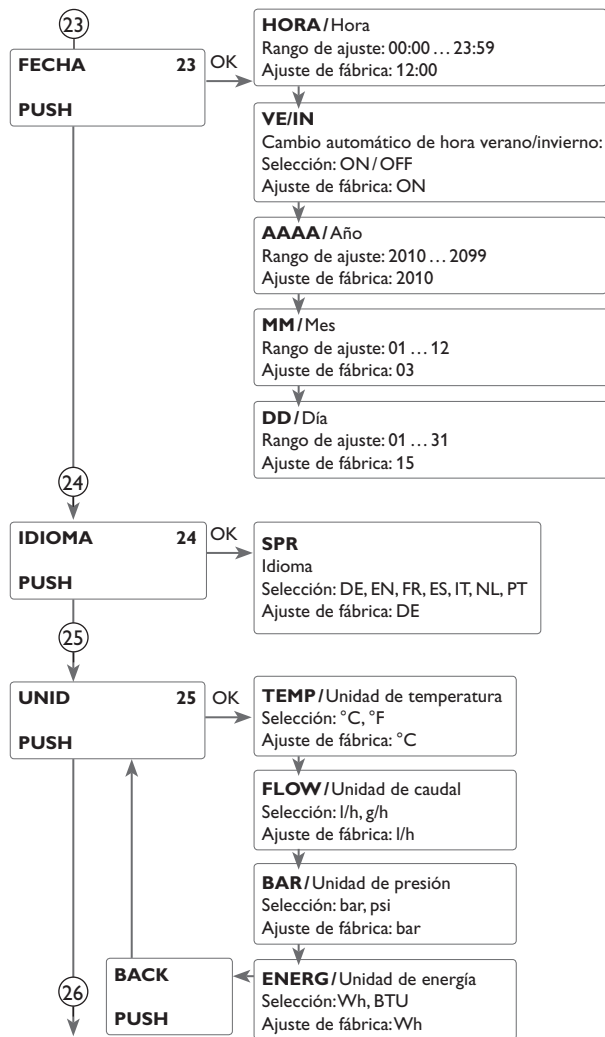 23
FECHA 23
PUSH
OK
HORA/Hora
Rango de ajuste: 00:00 … 23:59
Ajuste de fábrica: 12:00
VE/IN
Cambio automático de hora verano/invierno:
Selección: ON/OFF
Ajuste de fábrica: ON
AAAA/Año
Rango de ajuste: 2010 … 2099
Ajuste de fábrica: 2010
MM/Mes
Rango de ajuste: 01 … 12
Ajuste de fábrica: 03
DD/Día
Rango de ajuste: 01 … 31
Ajuste de fábrica: 15
24
IDIOMA 24
PUSH
OK
SPR
Idioma
Selección: DE, EN, FR, ES, IT, NL, PT
Ajuste de fábrica: DE
25
UNID 25
PUSH
OK
TEMP/Unidad de temperatura
Selección: °C, °F
Ajuste de fábrica: °C
FLOW/Unidad de caudal
Selección: l/h, g/h
Ajuste de fábrica: l/h
BAR/Unidad de presión
Selección: bar, psi
Ajuste de fábrica: bar
ENERG/Unidad de energía
Selección: Wh, BTU
Ajuste de fábrica: Wh
BACK
PUSH
26